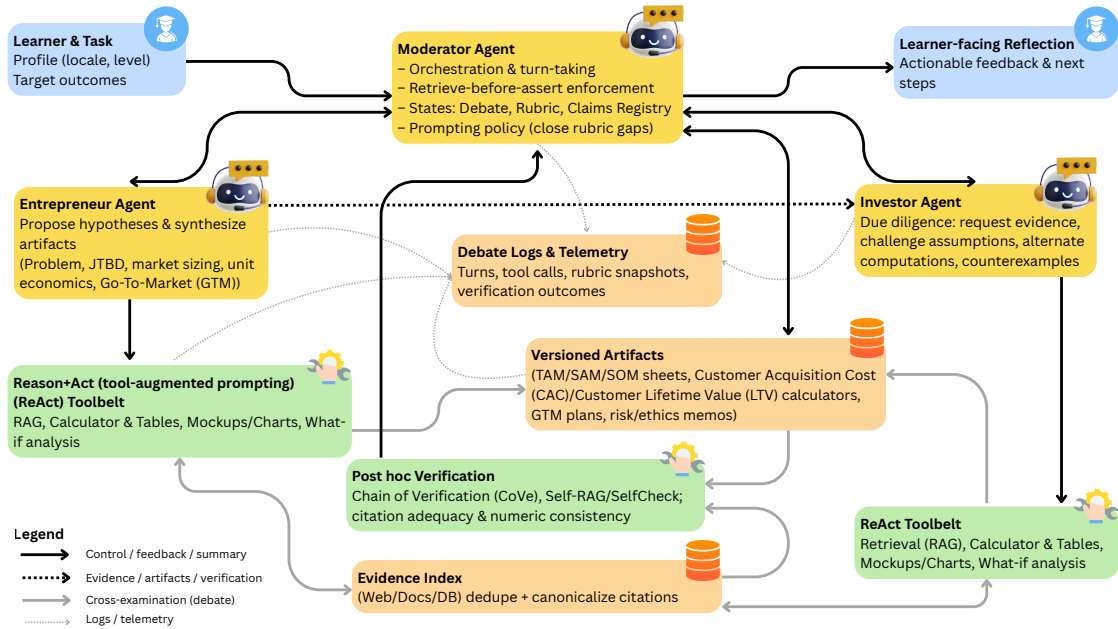 Learner & Task
Profile (locale, level)
Target outcomes
Moderator Agent
– Orchestration & turn-taking
– Retrieve-before-assert enforcement
– States: Debate, Rubric, Claims Registry
– Prompting policy (close rubric gaps)
Learner-facing Reflection
Actionable feedback & next
steps
Entrepreneur Agent
Propose hypotheses & synthesize
artifacts
(Problem, JTBD, market sizing, unit
economics, Go-To-Market (GTM))
Investor Agent
Due diligence: request evidence,
challenge assumptions, alternate
computations, counterexamples
Debate Logs & Telemetry
Turns, tool calls, rubric snapshots,
verification outcomes
Versioned Artifacts
(TAM/SAM/SOM sheets, Customer Acquisition Cost
(CAC)/Customer Lifetime Value (LTV) calculators,
GTM plans, risk/ethics memos)
Reason+Act (tool-augmented prompting)
(ReAct) Toolbelt
RAG, Calculator & Tables, Mockups/Charts, What-
if analysis
Post hoc Verification
Chain of Verification (CoVe), Self-RAG/SelfCheck;
citation adequacy & numeric consistency
ReAct Toolbelt
Retrieval (RAG), Calculator & Tables,
Mockups/Charts, What-if analysis
Evidence Index
(Web/Docs/DB) dedupe + canonicalize citations
Legend
Control / feedback / summary
Evidence / artifacts / verification
Cross-examination (debate)
Logs / telemetry